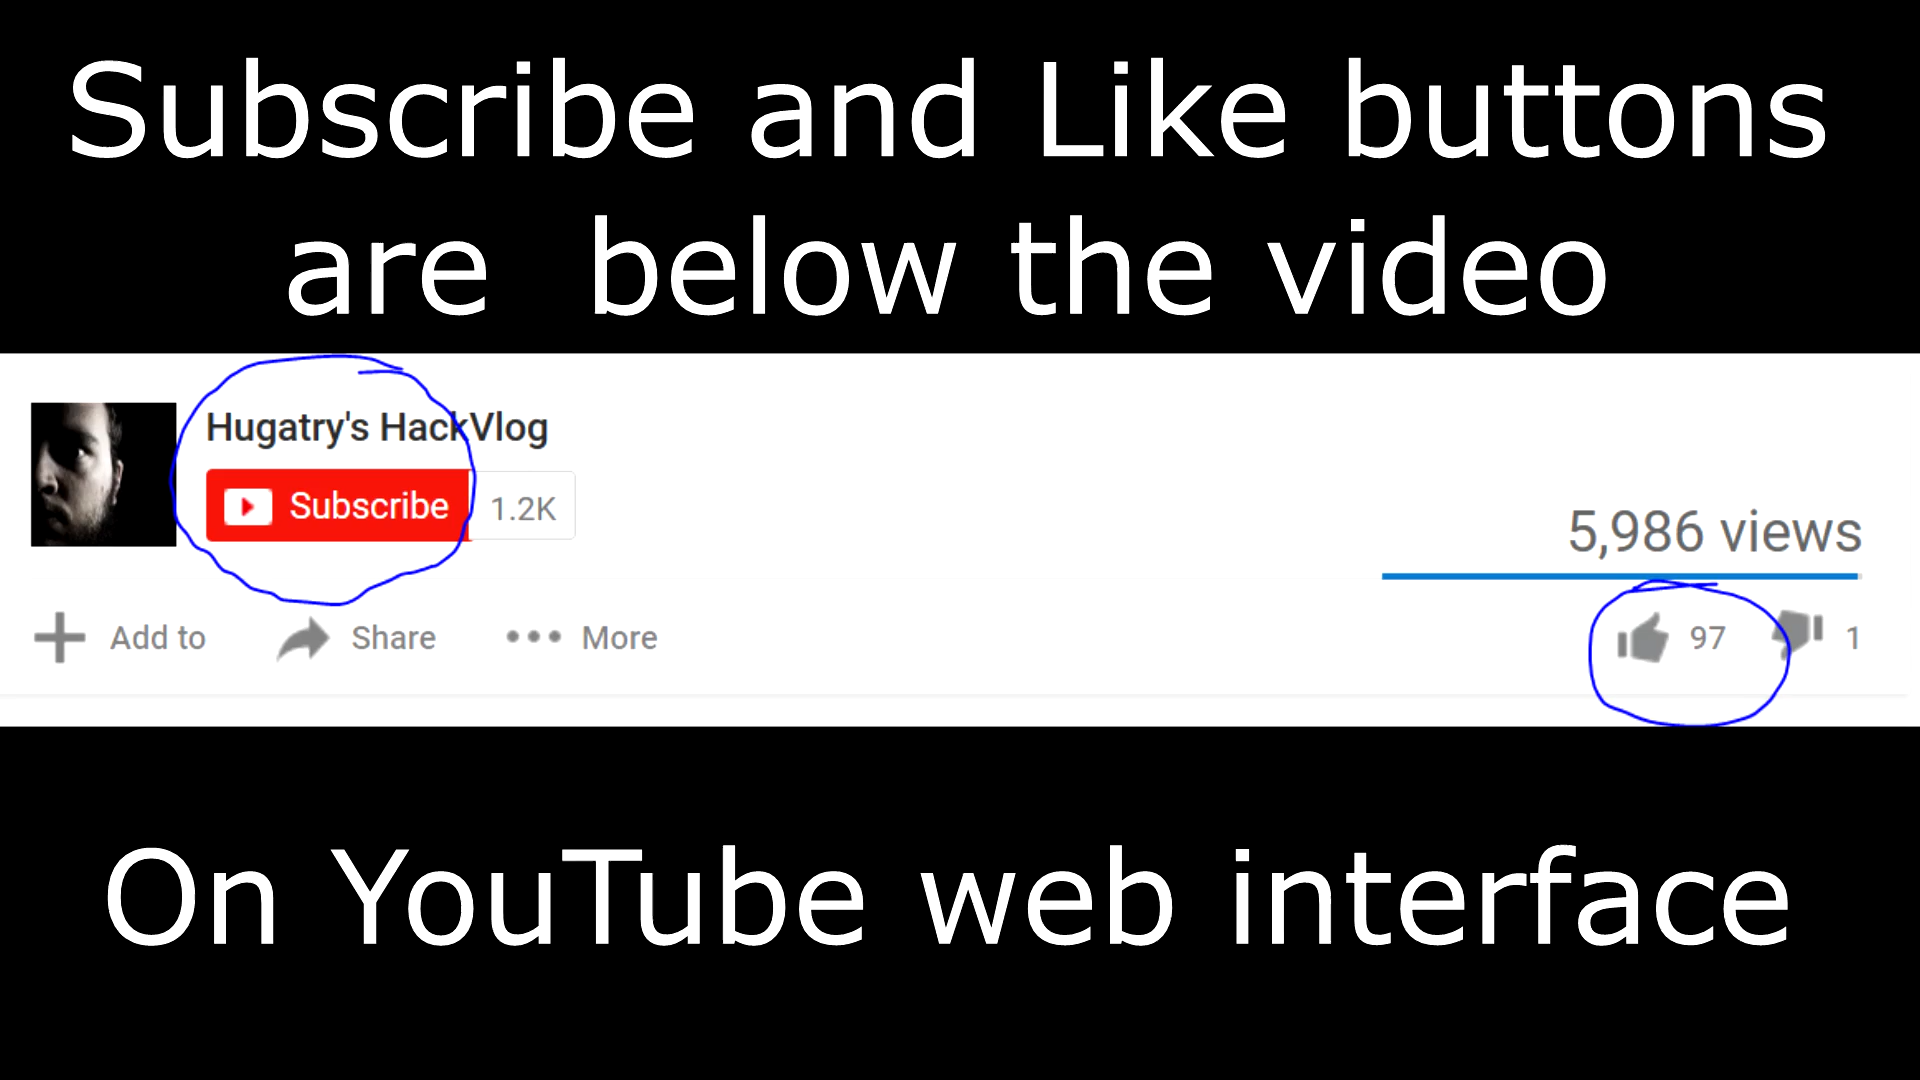 Subscribe and Like buttons
are below the video
Hugatry's HackVlog
Subscribe 1.2K
5,986 views
Add to Share More 97 1
On YouTube web interface